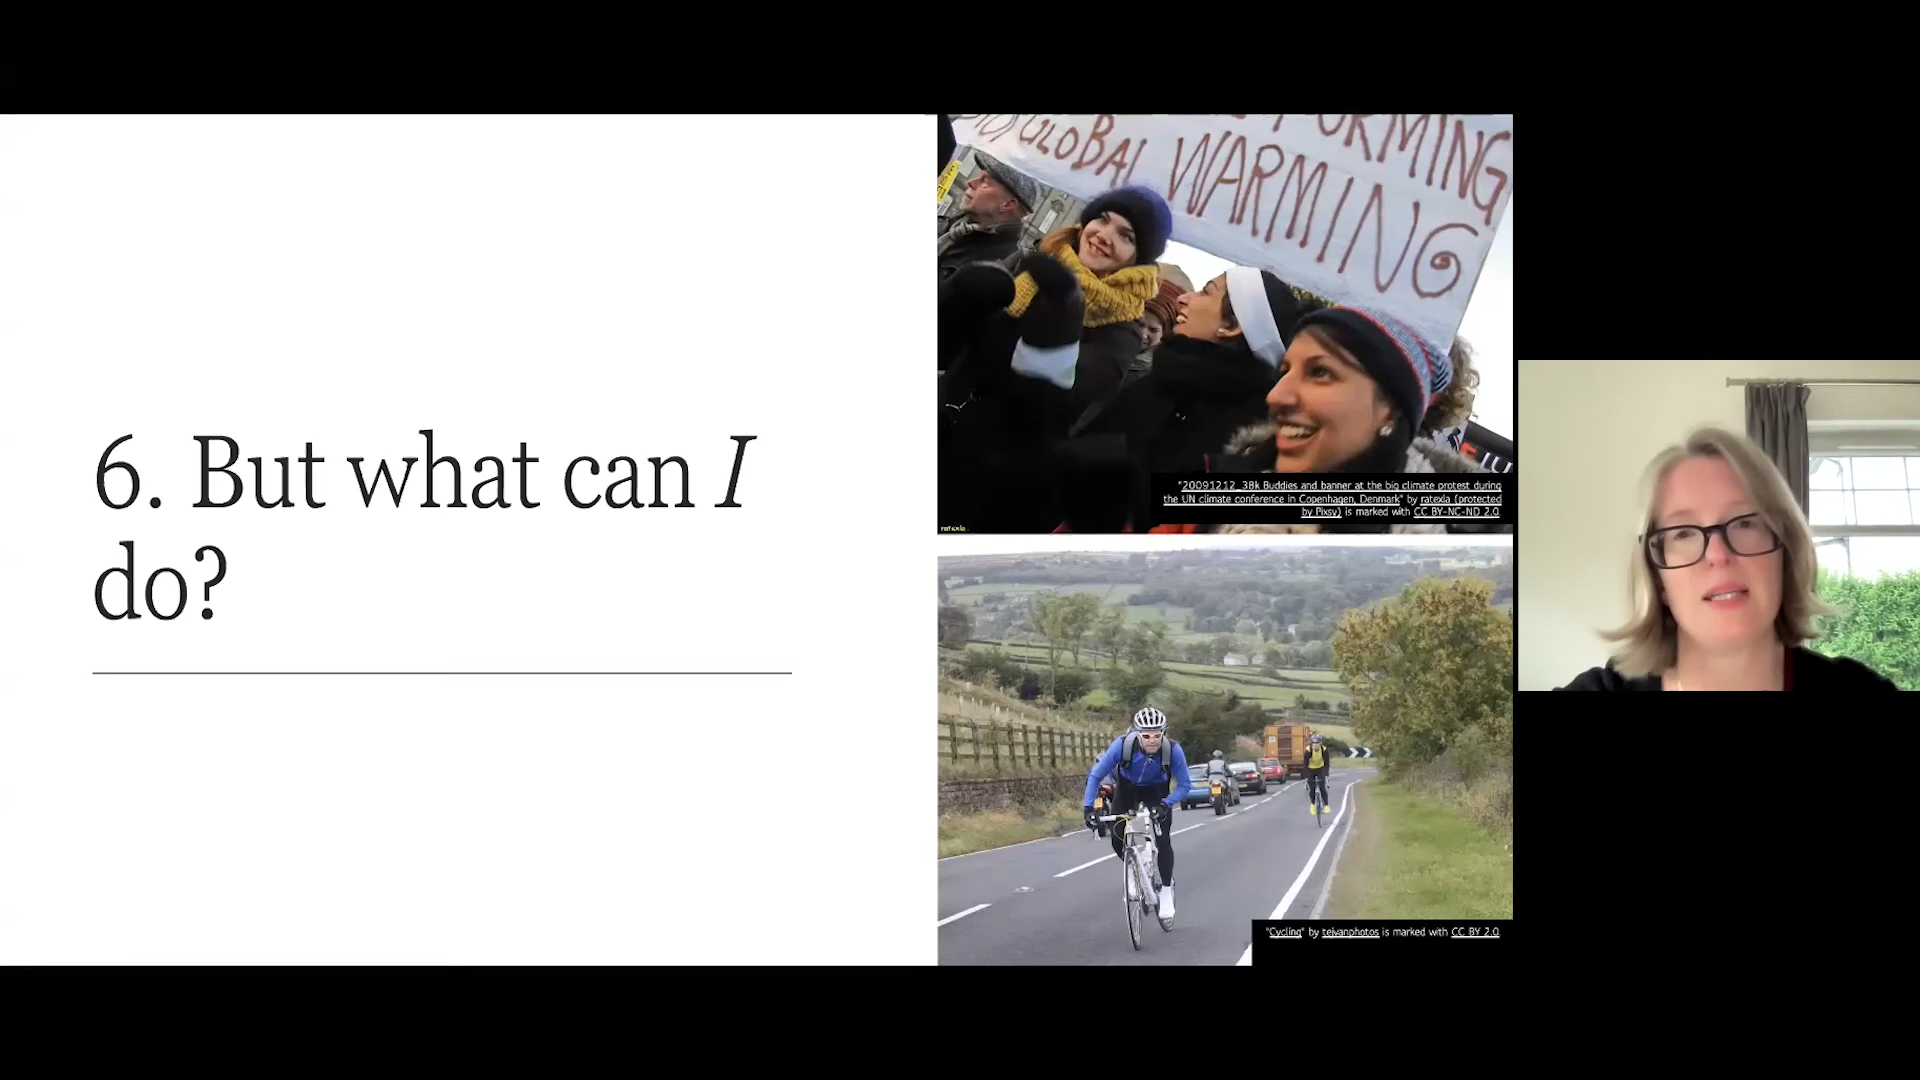 6. But what can I
do?
FORMING
GLOBAL WARMING
"20091212_38k Buddies and banner at the big climate protest during
the UN climate conference in Copenhagen, Denmark" by ratexla (protected
by Pixsy) is marked with CC BY-NC-ND 2.0
ratexla
"Cycling" by tejvanphotos is marked with CC BY 2.0